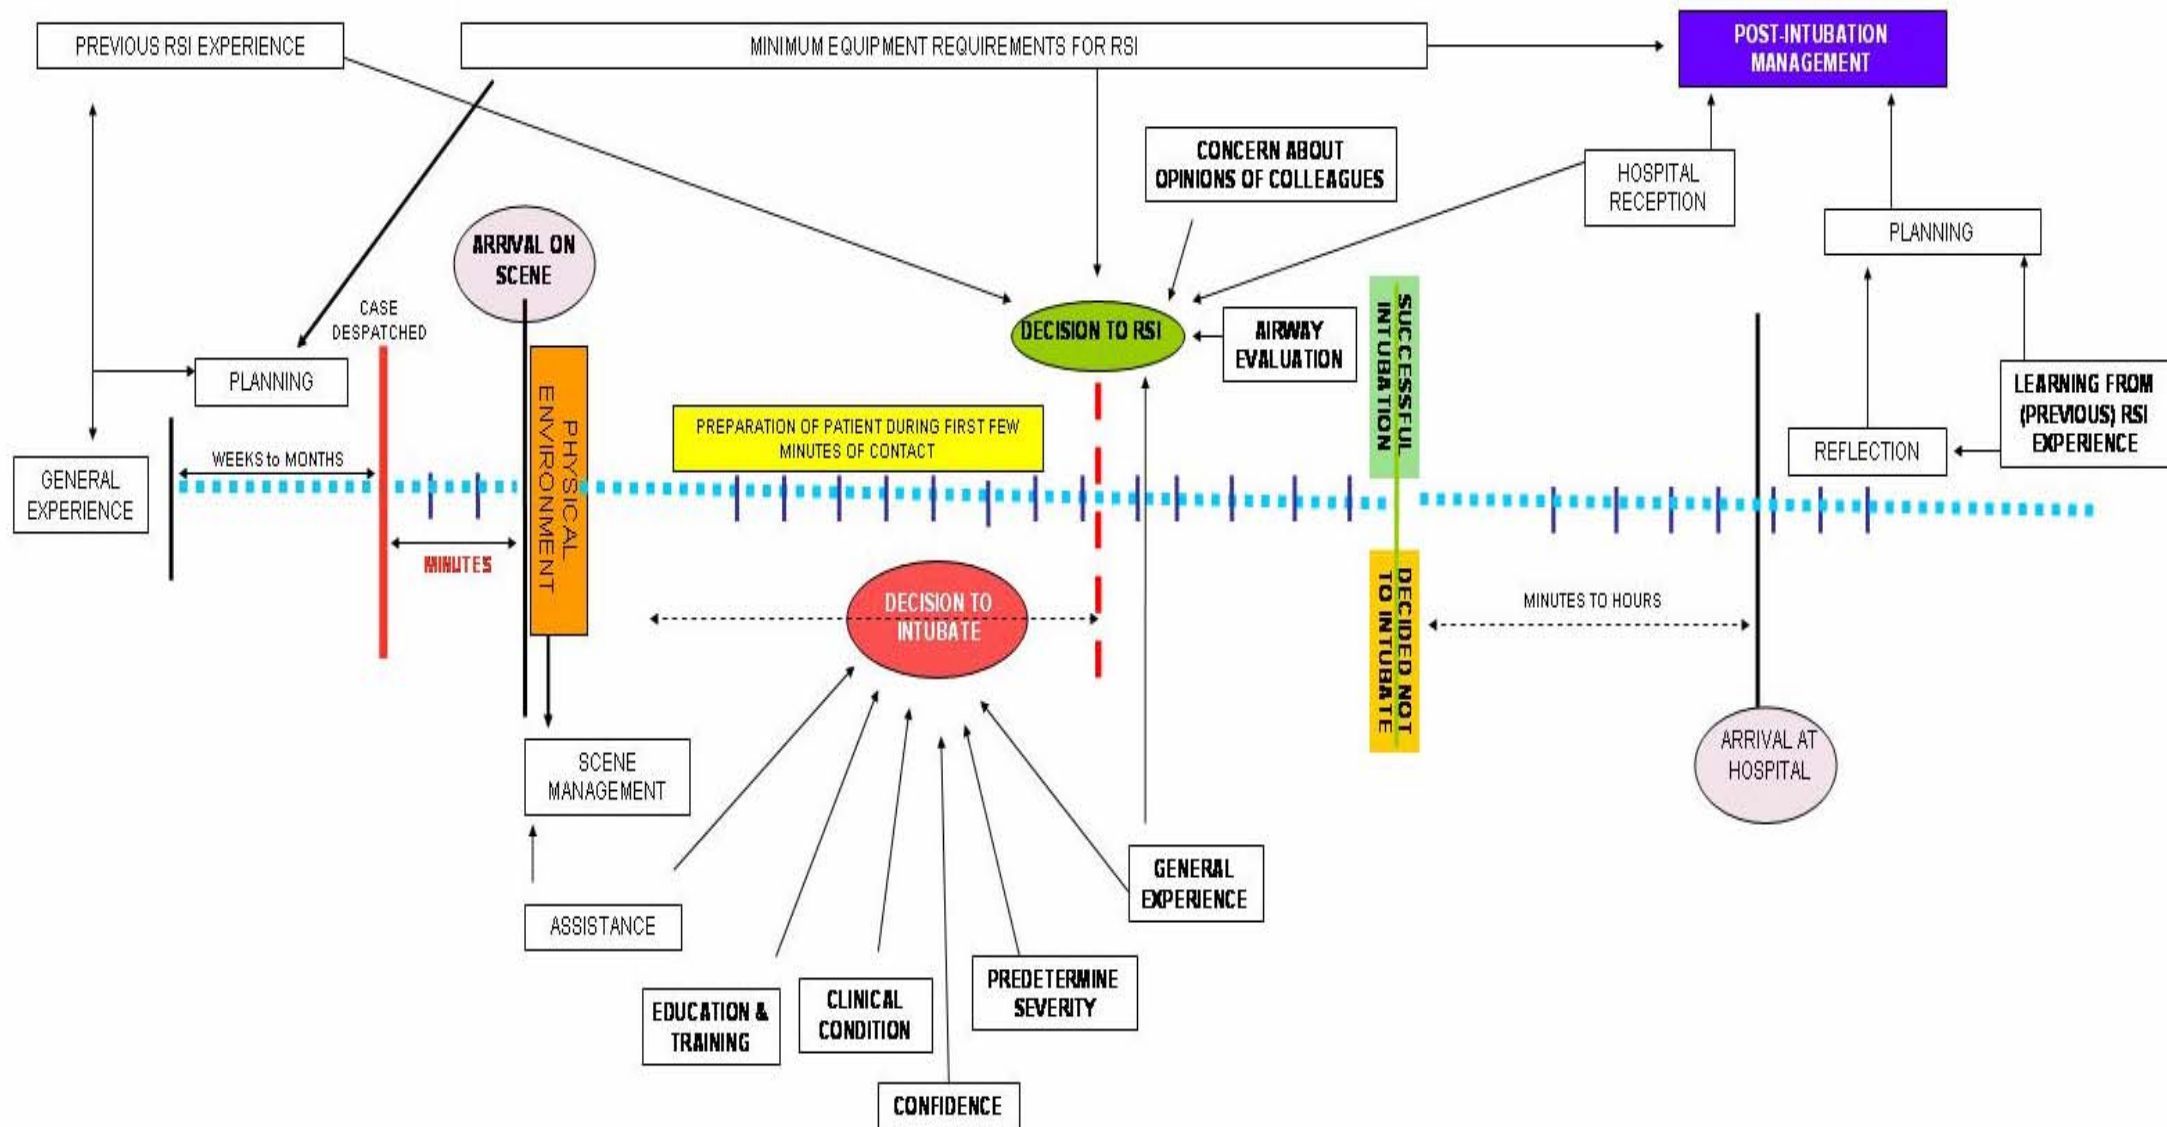 PREVIOUS RSI EXPERIENCE
MINIMUM EQUIPMENT REQUIREMENTS FOR RSI
POST-INTUBATION
MANAGEMENT
CONCERN ABOUT
OPINIONS OF COLLEAGUES
HOSPITAL
RECEPTION
PLANNING
ARRIVAL ON
SCENE
CASE
DESPATCHED
DECISION TO RSI
AIRWAY
EVALUATION
SUCCESSFUL
INTUBATION
PLANNING
LEARNING FROM
(PREVIOUS) RSI
EXPERIENCE
REFLECTION
PHYSICAL
ENVIRONMENT
PREPARATION OF PATIENT DURING FIRST FEW
MINUTES OF CONTACT
WEEKS to MONTHS
GENERAL
EXPERIENCE
MINUTES
DECISION TO
INTUBATE
DECIDED NOT
TO INTUBATE
MINUTES TO HOURS
ARRIVAL AT
HOSPITAL
SCENE
MANAGEMENT
GENERAL
EXPERIENCE
ASSISTANCE
PREDETERMINE
SEVERITY
EDUCATION &
TRAINING
CLINICAL
CONDITION
CONFIDENCE